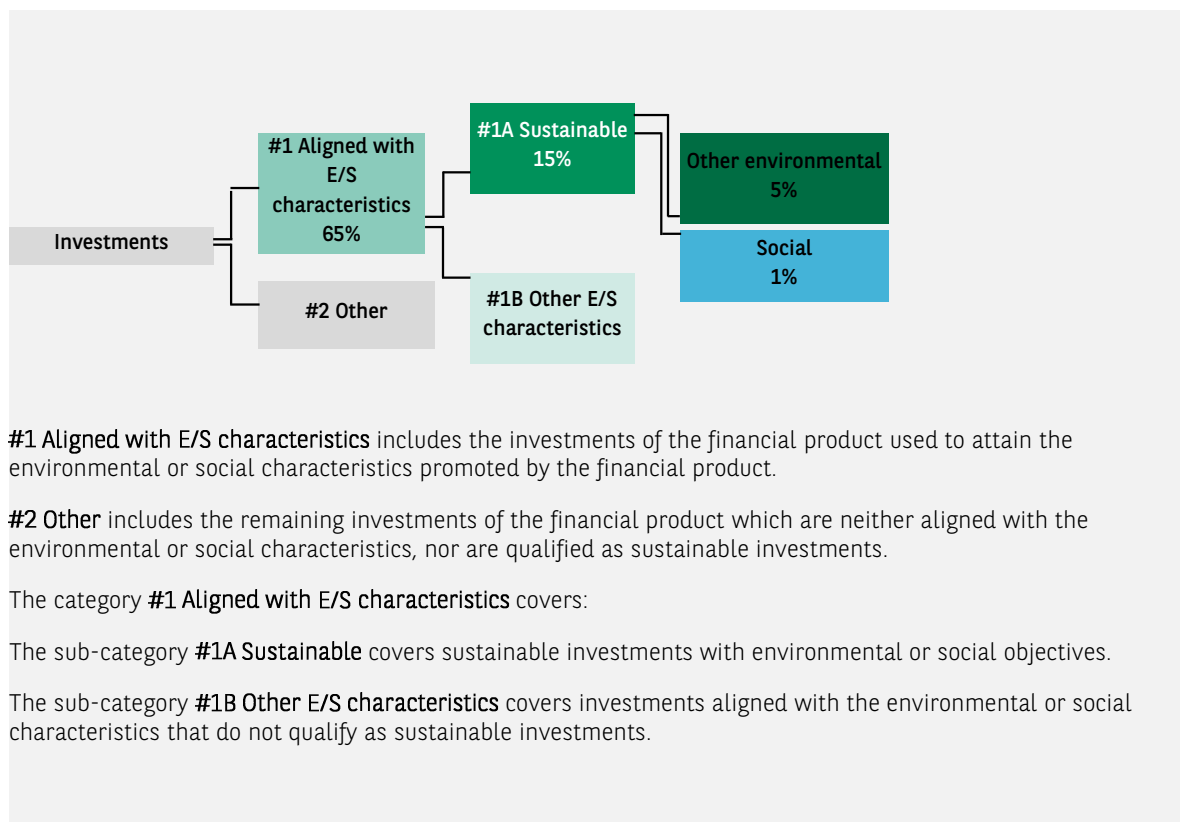 #1A Sustainable
15%
#1 Aligned with
E/S
characteristics
65%
Other environmental
5%
Investments
Social
1%
#2 Other
#1B Other E/S
characteristics
#1 Aligned with E/S characteristics includes the investments of the financial product used to attain the
environmental or social characteristics promoted by the financial product.
#2 Other includes the remaining investments of the financial product which are neither aligned with the
environmental or social characteristics, nor are qualified as sustainable investments.
The category #1 Aligned with E/S characteristics covers:
The sub-category #1A Sustainable covers sustainable investments with environmental or social objectives.
The sub-category #1B Other E/S characteristics covers investments aligned with the environmental or social
characteristics that do not qualify as sustainable investments.